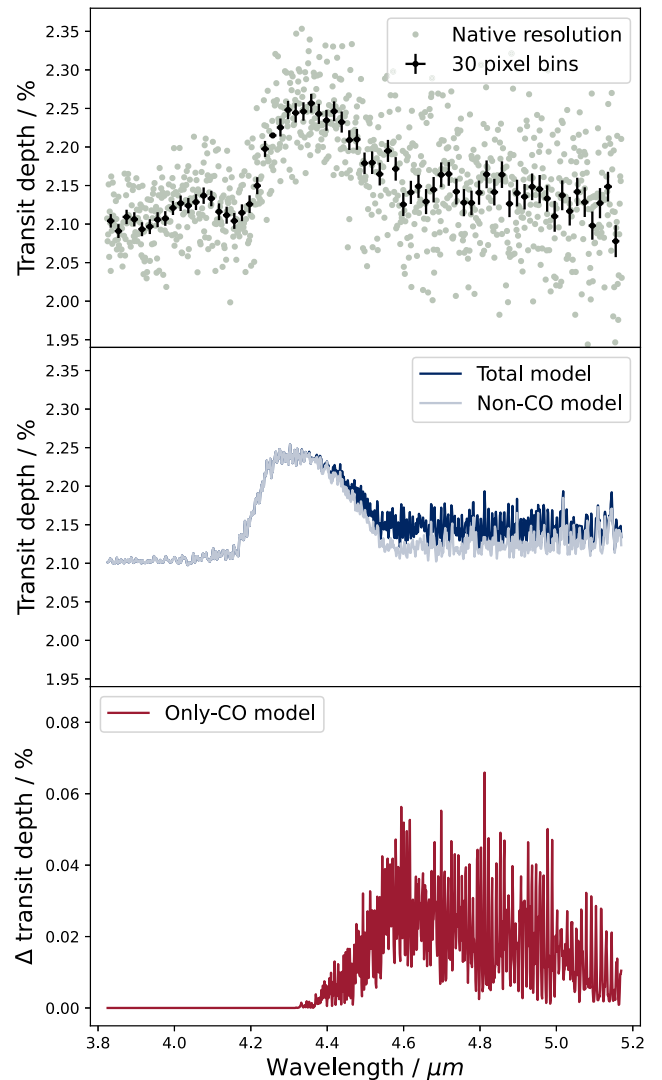 2.35
2.30
2.25
2.20
2.15
2.10
2.05
2.00
1.95
Transit depth / %
Native resolution
30 pixel bins
2.35
2.30
2.25
2.20
2.15
2.10
2.05
2.00
1.95
Transit depth / %
Total model
Non-CO model
0.08
0.06
0.04
0.02
0.00
Δ transit depth / %
Only-CO model
3.8 4.0 4.2 4.4 4.6 4.8 5.0 5.2
Wavelength / μm